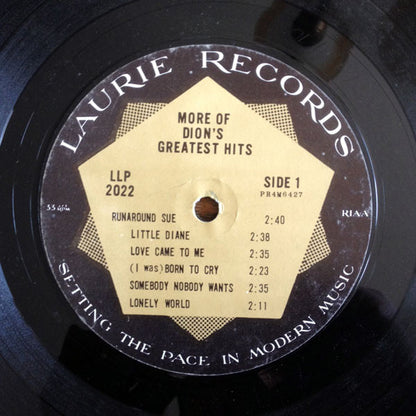 LAURIE RECORDS
MORE OF
DION'S
GREATEST HITS
LLP
2022
SIDE 1
PR4M6427
33 1/3
RIAA
RUNAROUND SUE 2:40
LITTLE DIANE 2:38
LOVE CAME TO ME 2:35
(I was) BORN TO CRY 2:23
SOMEBODY NOBODY WANTS 2:35
LONELY WORLD 2:11
SETTING THE PACE IN MODERN MUSIC